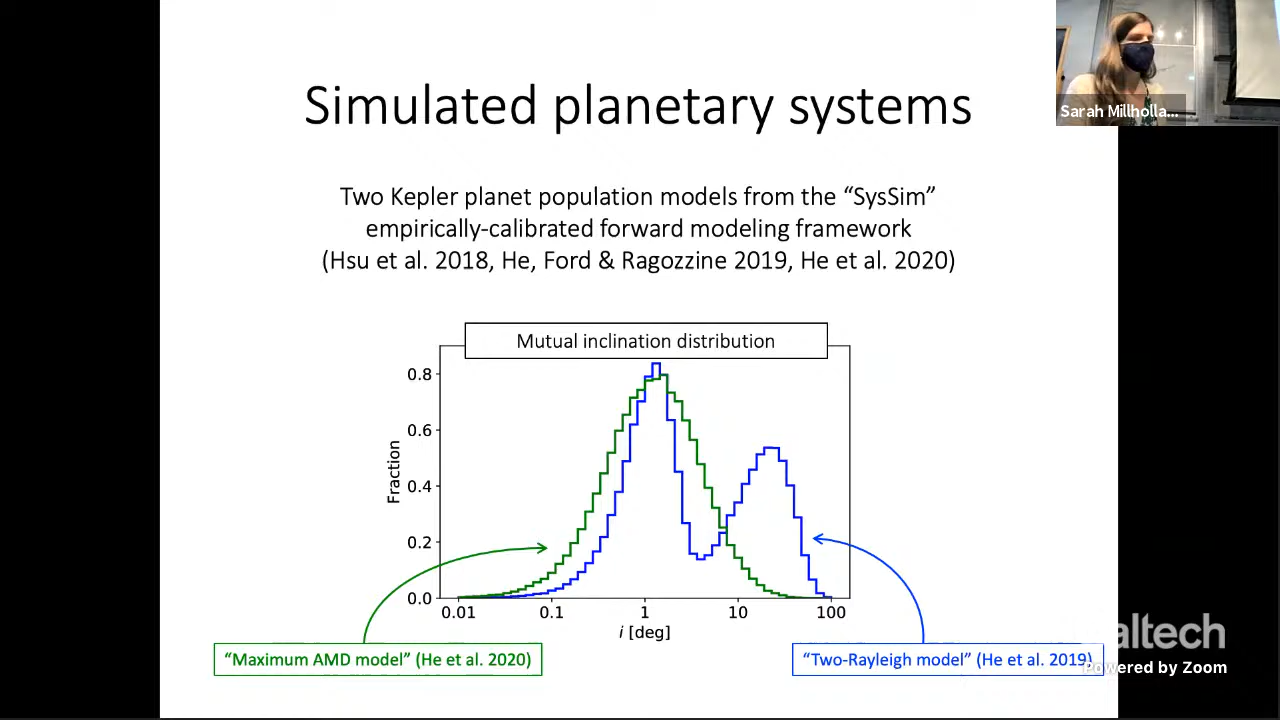 Simulated planetary systems
Sarah Millholla...
Two Kepler planet population models from the “SysSim”
empirically-calibrated forward modeling framework
(Hsu et al. 2018, He, Ford & Ragozzine 2019, He et al. 2020)
Mutual inclination distribution
Fraction
0.8
0.6
0.4
0.2
0.0
0.01 0.1 1 10 100
i [deg]
“Maximum AMD model” (He et al. 2020)
“Two-Rayleigh model” (He et al. 2019)
altech
Powered by Zoom